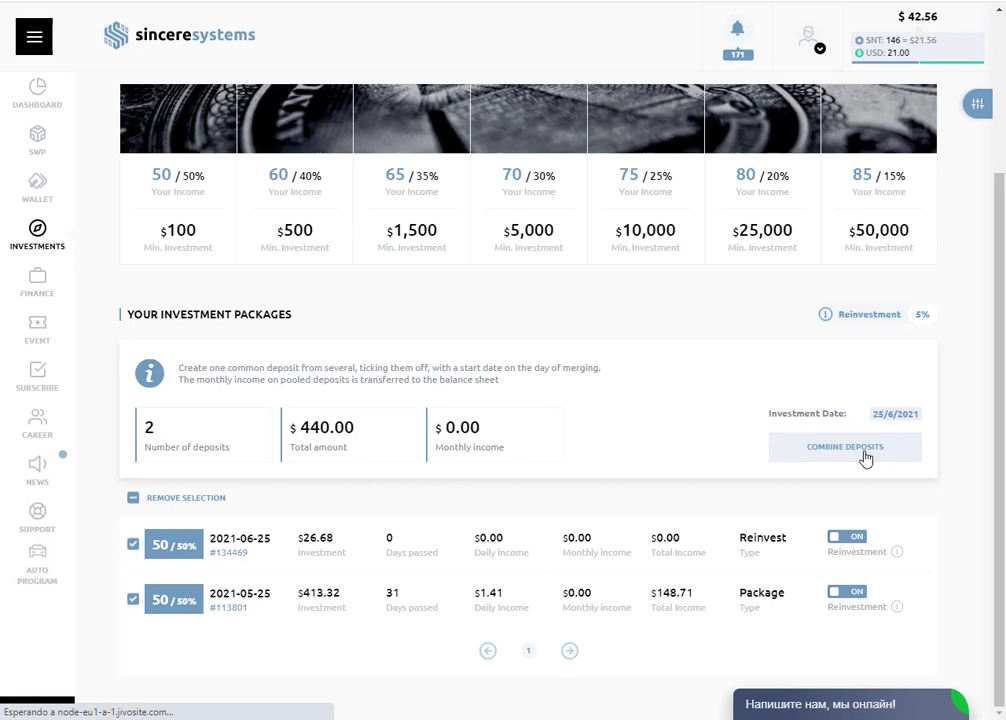 $ 42.56
sinceresystems
171
SNT: 146 = $21.56
USD: 21.00
DASHBOARD
SWP
WALLET
INVESTMENTS
FINANCE
EVENT
SUBSCRIBE
CAREER
NEWS
SUPPORT
AUTO
PROGRAM
50 / 50% 60 / 40% 65 / 35% 70 / 30% 75 / 25% 80 / 20% 85 / 15%
Your Income Your Income Your Income Your Income Your Income Your Income Your Income
$100 $500 $1,500 $5,000 $10,000 $25,000 $50,000
Min. Investment Min. Investment Min. Investment Min. Investment Min. Investment Min. Investment Min. Investment
YOUR INVESTMENT PACKAGES
Reinvestment 5%
Create one common deposit from several, ticking them off, with a start date on the day of merging.
The monthly income on pooled deposits is transferred to the balance sheet
2 $ 440.00 $ 0.00
Number of deposits Total amount Monthly income
Investment Date: 25/6/2021
COMBINE DEPOSITS
REMOVE SELECTION
50 / 50% 2021-06-25 $26.68 0 $0.00 $0.00 $0.00 Reinvest ON
#134469 Investment Days passed Daily Income Monthly income Total Income Type Reinvestment
50 / 50% 2021-05-25 $413.32 31 $1.41 $0.00 $148.71 Package ON
#113801 Investment Days passed Daily Income Monthly income Total Income Type Reinvestment
1
Esperando a node-eu1-a-1.jivosite.com...
Напишите нам, мы онлайн!